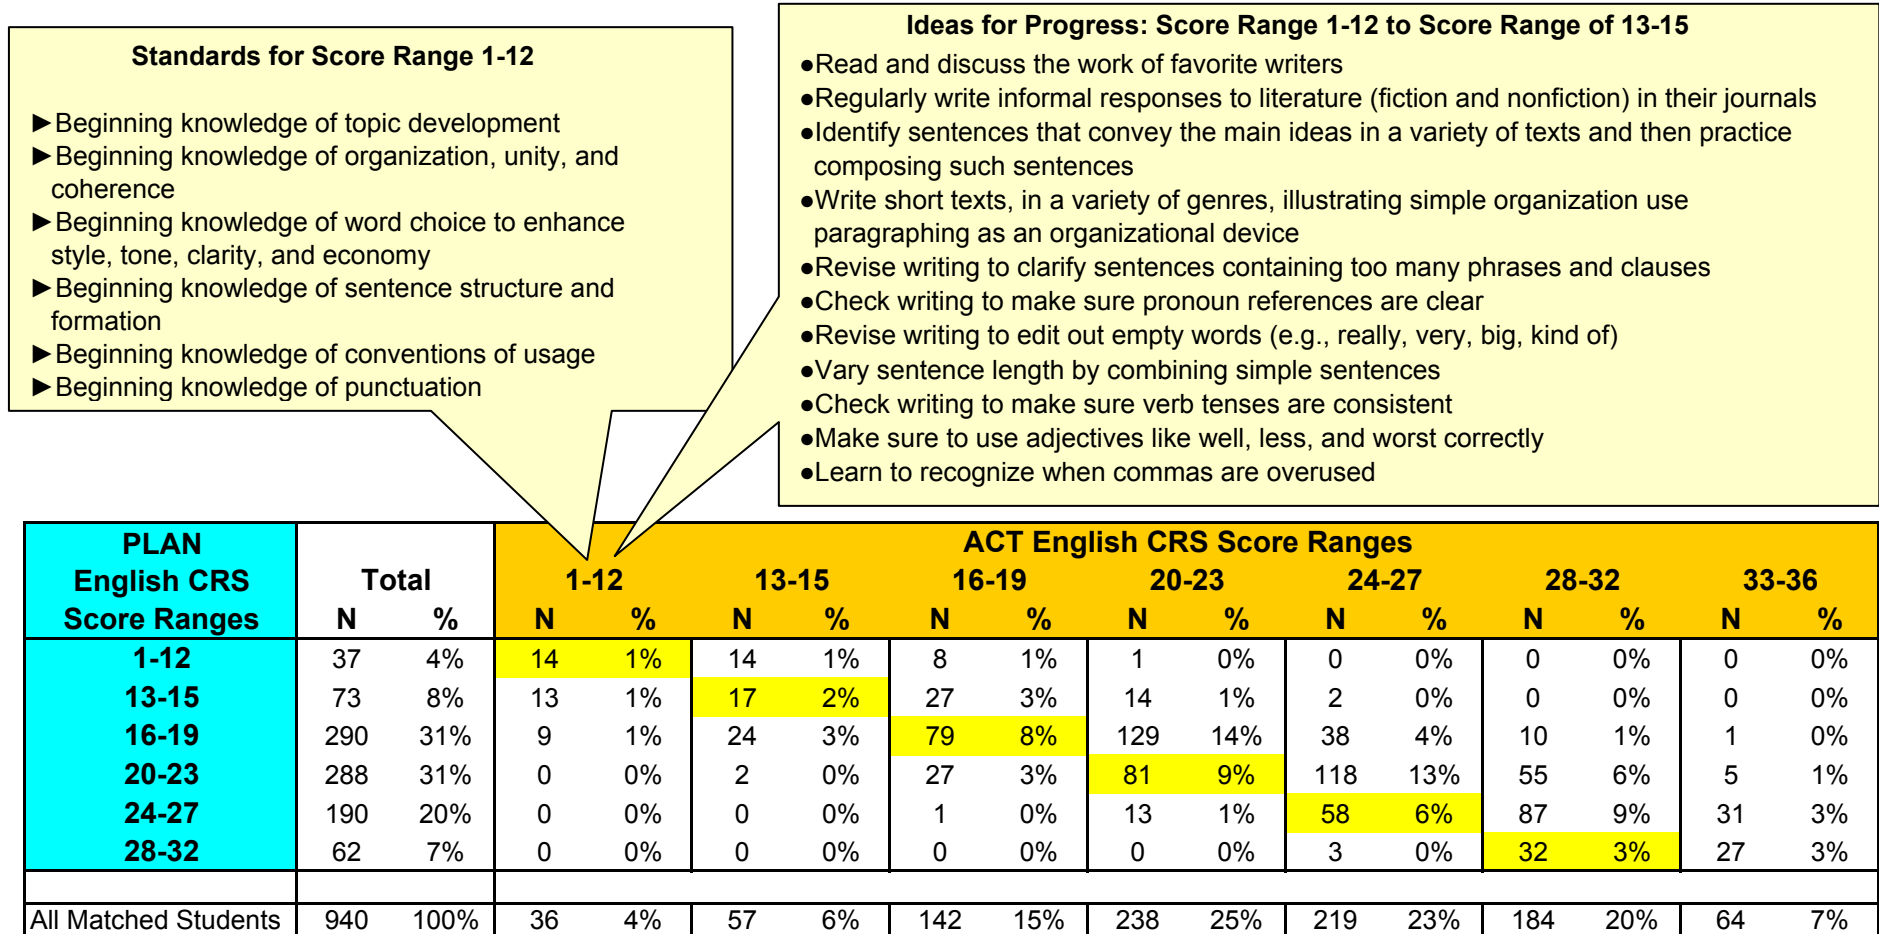 Standards for Score Range 1-12
►Beginning knowledge of topic development
►Beginning knowledge of organization, unity, and
coherence
►Beginning knowledge of word choice to enhance
style, tone, clarity, and economy
►Beginning knowledge of sentence structure and
formation
►Beginning knowledge of conventions of usage
►Beginning knowledge of punctuation
Ideas for Progress: Score Range 1-12 to Score Range of 13-15
●Read and discuss the work of favorite writers
●Regularly write informal responses to literature (fiction and nonfiction) in their journals
●Identify sentences that convey the main ideas in a variety of texts and then practice
composing such sentences
●Write short texts, in a variety of genres, illustrating simple organization use
paragraphing as an organizational device
●Revise writing to clarify sentences containing too many phrases and clauses
●Check writing to make sure pronoun references are clear
●Revise writing to edit out empty words (e.g., really, very, big, kind of)
●Vary sentence length by combining simple sentences
●Check writing to make sure verb tenses are consistent
●Make sure to use adjectives like well, less, and worst correctly
●Learn to recognize when commas are overused
PLAN ACT English CRS Score Ranges
English CRS Total 1-12 13-15 16-19 20-23 24-27 28-32 33-36
Score Ranges N % N % N % N % N % N % N % N %
1-12 37 4% 14 1% 14 1% 8 1% 1 0% 0 0% 0 0% 0 0%
13-15 73 8% 13 1% 17 2% 27 3% 14 1% 2 0% 0 0% 0 0%
16-19 290 31% 9 1% 24 3% 79 8% 129 14% 38 4% 10 1% 1 0%
20-23 288 31% 0 0% 2 0% 27 3% 81 9% 118 13% 55 6% 5 1%
24-27 190 20% 0 0% 0 0% 1 0% 13 1% 58 6% 87 9% 31 3%
28-32 62 7% 0 0% 0 0% 0 0% 0 0% 3 0% 32 3% 27 3%
All Matched Students 940 100% 36 4% 57 6% 142 15% 238 25% 219 23% 184 20% 64 7%